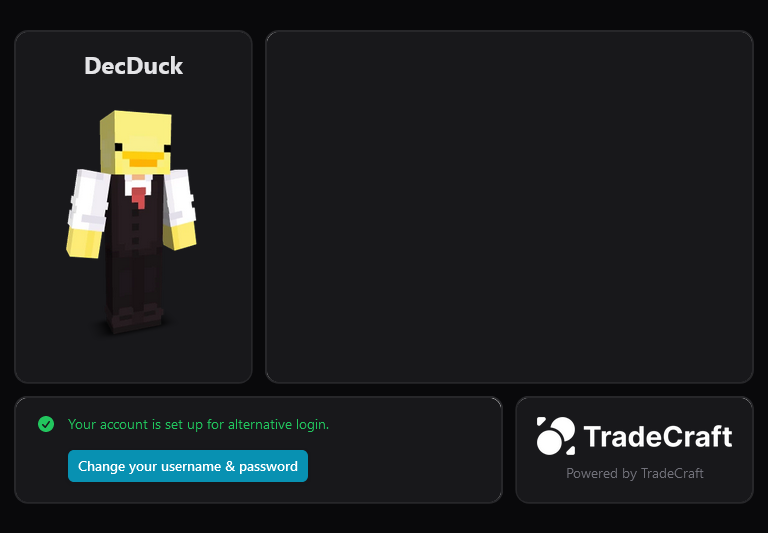 DecDuck
Your account is set up for alternative login.
Change your username & password
TradeCraft
Powered by TradeCraft